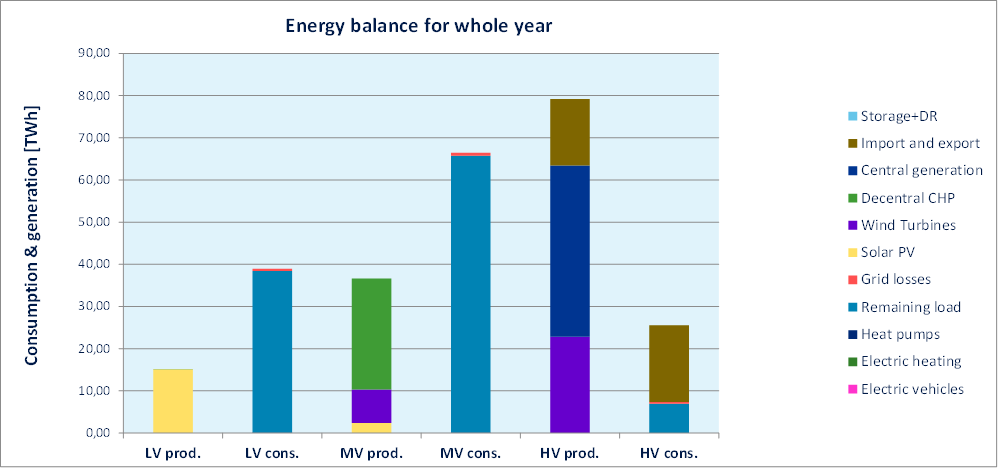 Energy balance for whole year
Consumption & generation [TWh]
90,00
80,00
70,00
60,00
50,00
40,00
30,00
20,00
10,00
0,00
LV prod.
LV cons.
MV prod.
MV cons.
HV prod.
HV cons.
Storage+DR
Import and export
Central generation
Decentral CHP
Wind Turbines
Solar PV
Grid losses
Remaining load
Heat pumps
Electric heating
Electric vehicles